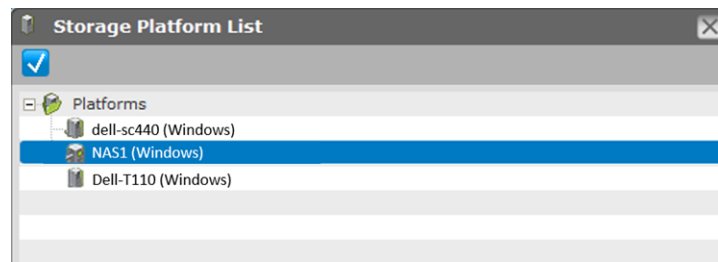 Storage Platform List
Platforms
dell-sc440 (Windows)
NAS1 (Windows)
Dell-T110 (Windows)